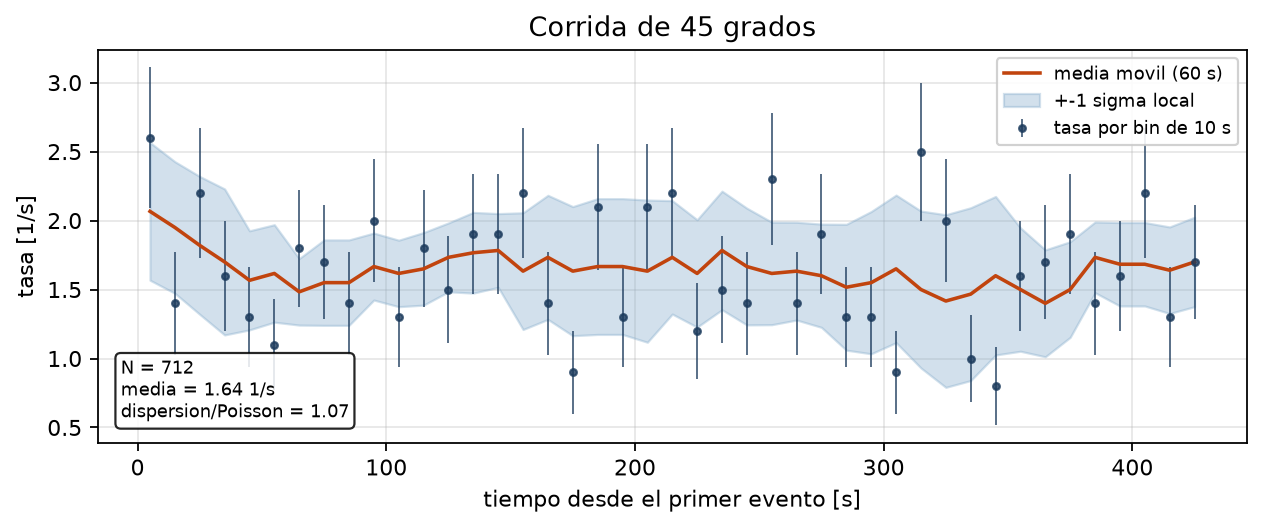 Corrida de 45 grados
tasa [1/s]
3.0
2.5
2.0
1.5
1.0
0.5
media movil (60 s)
+-1 sigma local
tasa por bin de 10 s
N = 712
media = 1.64 1/s
dispersion/Poisson = 1.07
0
100
200
300
400
tiempo desde el primer evento [s]